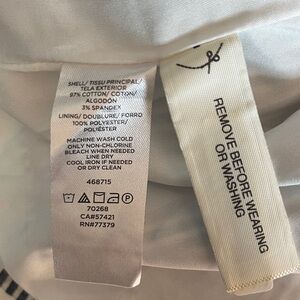 SHELL/ TISSU PRINCIPAL/
TELA EXTERIOR
97% COTTON/ COTON/
ALGODÓN
3% SPANDEX
LINING/ DOUBLURE/ FORRO
100% POLYESTER/
POLIÉSTER
MACHINE WASH COLD
ONLY NON-CHLORINE
BLEACH WHEN NEEDED
LINE DRY
COOL IRON IF NEEDED
OR DRY CLEAN
468715
70268
CA#57421
RN#77379
REMOVE BEFORE WEARING
OR WASHING